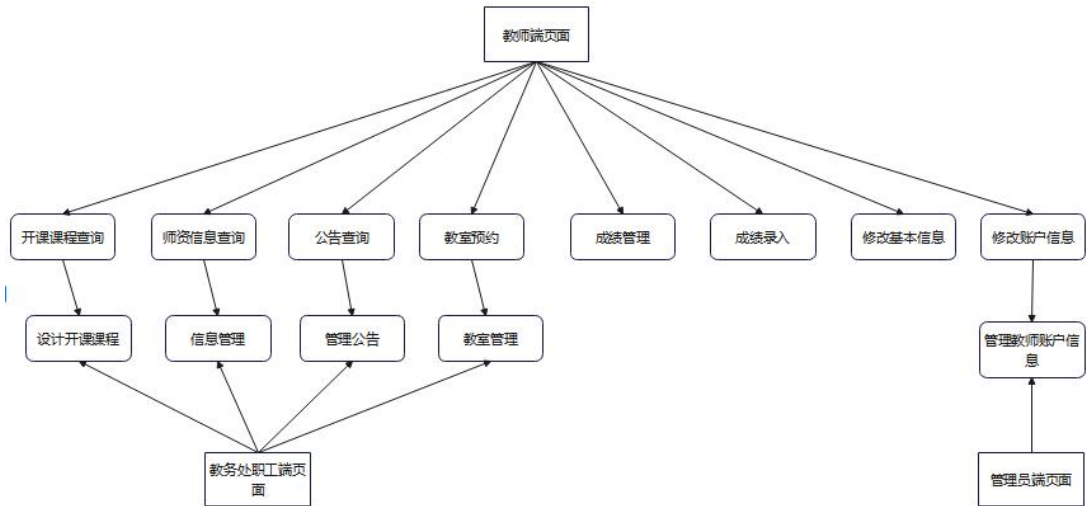 教师端页面
开课课程查询
师资信息查询
公告查询
教室预约
成绩管理
成绩录入
修改基本信息
修改账户信息
设计开课课程
信息管理
管理公告
教室管理
管理教师账户信
息
教务处职工端页
面
管理员端页面